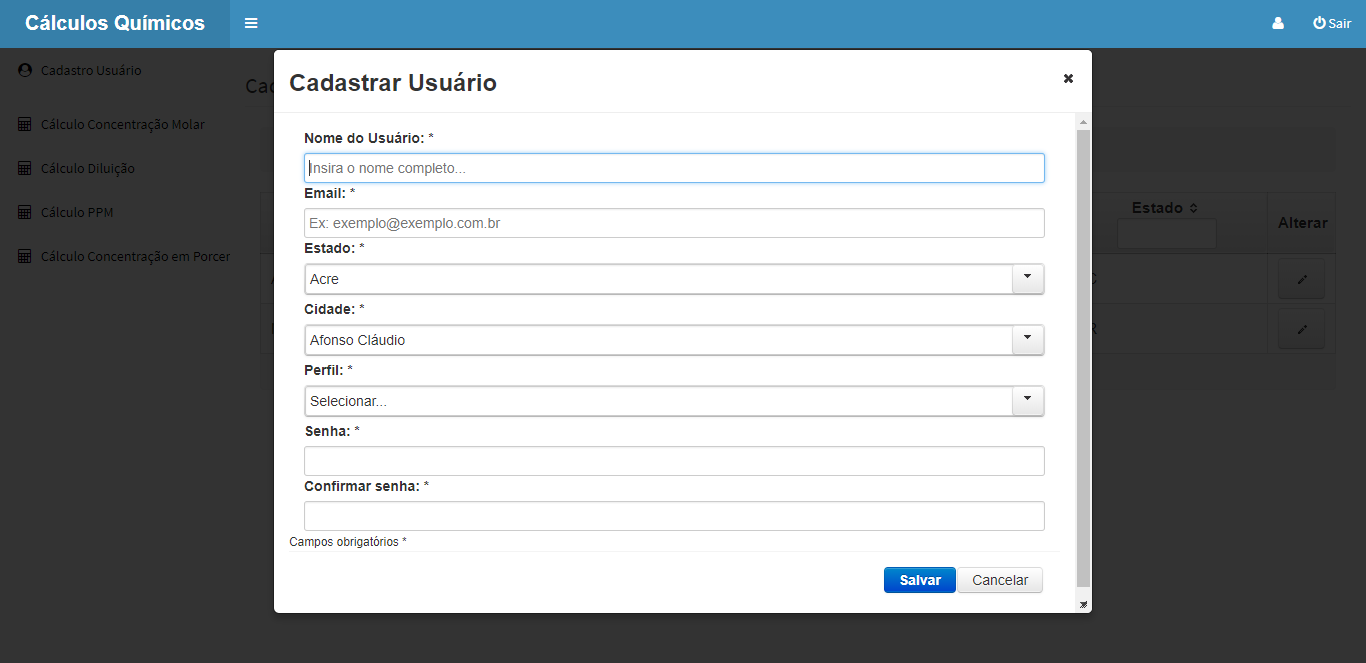 Cálculos Químicos
Sair
Cadastro Usuário
Cálculo Concentração Molar
Cálculo Diluição
Cálculo PPM
Cálculo Concentração em Porcer
Cadastrar Usuário
Nome do Usuário: *
Insira o nome completo...
Email: *
Ex: exemplo@exemplo.com.br
Estado: *
Acre
Cidade: *
Afonso Cláudio
Perfil: *
Selecionar...
Senha: *
Confirmar senha: *
Campos obrigatórios *
Salvar Cancelar
Estado
Alterar